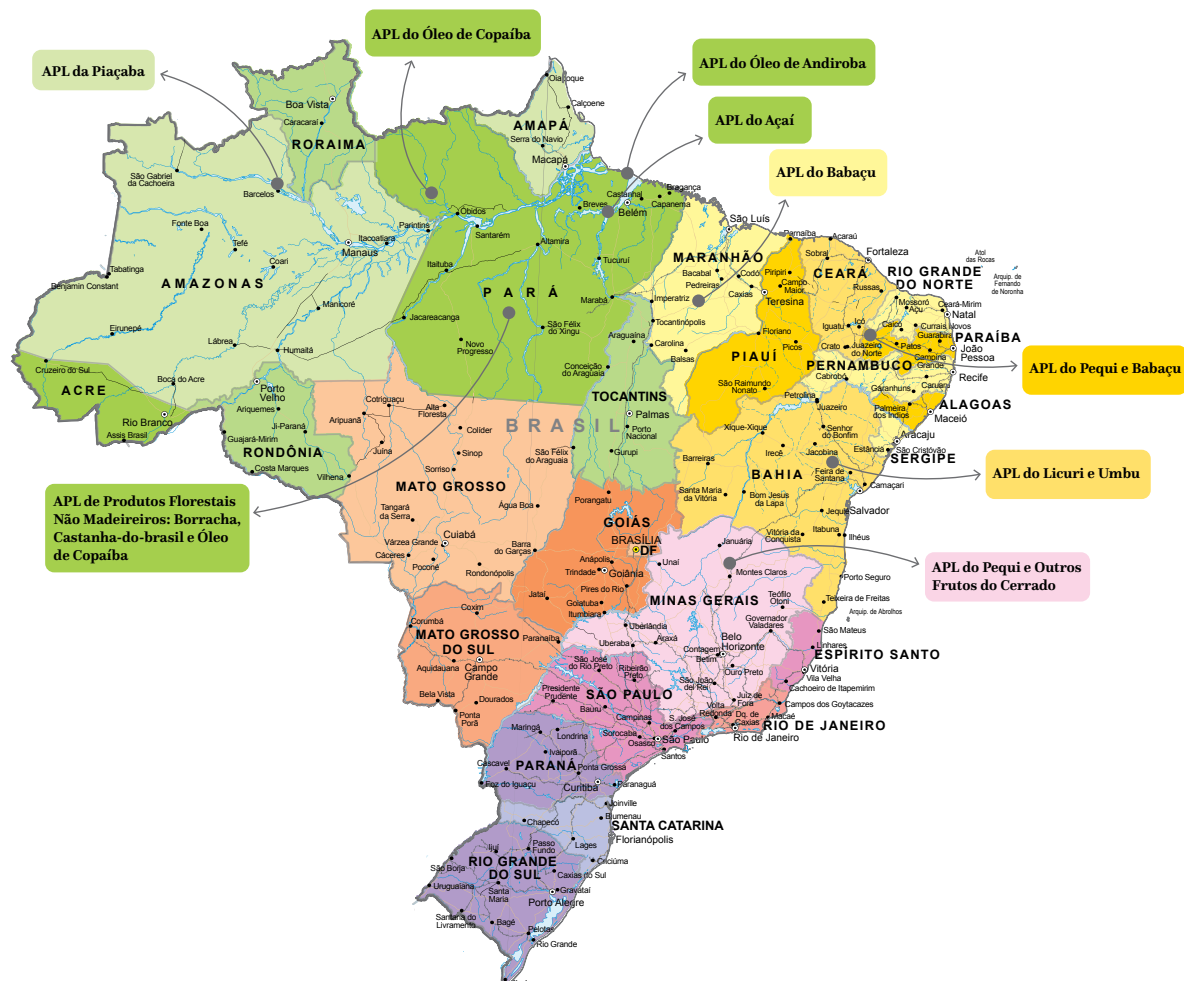 APL do Óleo de Copaíba
APL da Piaçaba
APL do Óleo de Andiroba
APL do Açaí
APL do Babaçu
APL do Pequi e Babaçu
APL do Licuri e Umbu
APL do Pequi e Outros
Frutos do Cerrado
APL de Produtos Florestais
Não Madeireiros: Borracha,
Castanha-do-brasil e Óleo
de Copaíba
BRASIL
RORAIMA
Boa Vista
Caracaraí
AMAPÁ
Oiapoque
Calçoene
Serra do Navio
Macapá
AMAZONAS
São Gabriel
da Cachoeira
Barcelos
Fonte Boa
Tefé
Coari
Manaus
Itacoatiara
Parintins
Tabatinga
Benjamin Constant
Manicoré
Eirunepé
Lábrea
Humaitá
Boca do Acre
PARÁ
Óbidos
Santarém
Breves
Castanhal
Bragança
Capanema
Belém
Altamira
Itaituba
Tucuruí
Marabá
Jacareacanga
São Félix
do Xingu
Novo
Progresso
Conceição
do Araguaia
ACRE
Cruzeiro do Sul
Rio Branco
Assis Brasil
RONDÔNIA
Porto
Velho
Ariquemes
Ji-Paraná
Guajará-Mirim
Costa Marques
Vilhena
MARANHÃO
São Luís
Bacabal
Pedreiras
Codó
Caxias
Imperatriz
Carolina
Balsas
PIAUÍ
Parnaíba
Piripiri
Campo
Maior
Teresina
Floriano
Picos
São Raimundo
Nonato
CEARÁ
Acaraú
Sobral
Fortaleza
Russas
Iguatu
Icó
Crato
Juazeiro
do Norte
RIO GRANDE
DO NORTE
Mossoró
Açu
Ceará-Mirim
Natal
Caicó
Currais Novos
Atol
das Rocas
Arquip. de
Fernando
de Noronha
PARAÍBA
Guarabira
João
Pessoa
Patos
Campina
Grande
PERNAMBUCO
Recife
Cabrobó
Caruaru
Garanhuns
Petrolina
ALAGOAS
Palmeira
dos Índios
Maceió
SERGIPE
Aracaju
São Cristóvão
Estância
BAHIA
Juazeiro
Xique-Xique
Senhor
do Bonfim
Irecê
Jacobina
Barreiras
Feira de
Santana
Camaçari
Salvador
Santa Maria
da Vitória
Bom Jesus
da Lapa
Jequié
Itabuna
Ilhéus
Vitória da
Conquista
Porto Seguro
Teixeira de Freitas
Arquip. de Abrolhos
TOCANTINS
Tocantinópolis
Araguaína
Palmas
Porto
Nacional
Gurupi
MATO GROSSO
Cotriguaçu
Aripuanã
Alta
Floresta
Colíder
Juína
Sinop
Sorriso
São Félix
do Araguaia
Tangará
da Serra
Água Boa
Várzea Grande
Cuiabá
Cáceres
Poconé
Barra
do Garças
Rondonópolis
GOIÁS
Porangatu
BRASÍLIA
DF
Anápolis
Trindade
Goiânia
Pires do Rio
Jataí
Goiatuba
Itumbiara
MINAS GERAIS
Januária
Montes Claros
Unaí
Teófilo
Otoni
Governador
Valadares
Uberlândia
Araxá
Uberaba
Belo
Horizonte
Contagem
Betim
Ouro Preto
São João
del Rei
Juiz de
Fora
ESPÍRITO SANTO
São Mateus
Linhares
Vitória
Vila Velha
Cachoeiro de Itapemirim
MATO GROSSO
DO SUL
Coxim
Corumbá
Paranaíba
Aquidauana
Campo
Grande
Bela Vista
Dourados
Ponta
Porã
SÃO PAULO
São José
do Rio Preto
Ribeirão
Preto
Presidente
Prudente
Bauru
Campinas
S. José
dos Campos
Sorocaba
Osasco
São Paulo
Santos
RIO DE JANEIRO
Volta
Redonda
Dq. de
Caxias
Macaé
Campos dos Goytacazes
Rio de Janeiro
PARANÁ
Maringá
Londrina
Ivaiporã
Cascavel
Ponta Grossa
Foz do Iguaçu
Curitiba
Paranaguá
SANTA CATARINA
Joinville
Blumenau
Chapecó
Florianópolis
Lages
Criciúma
RIO GRANDE
DO SUL
Ijuí
Passo
Fundo
São Borja
Caxias do Sul
Uruguaiana
Santa
Maria
Gravataí
Porto Alegre
Santana do
Livramento
Bagé
Pelotas
Rio Grande